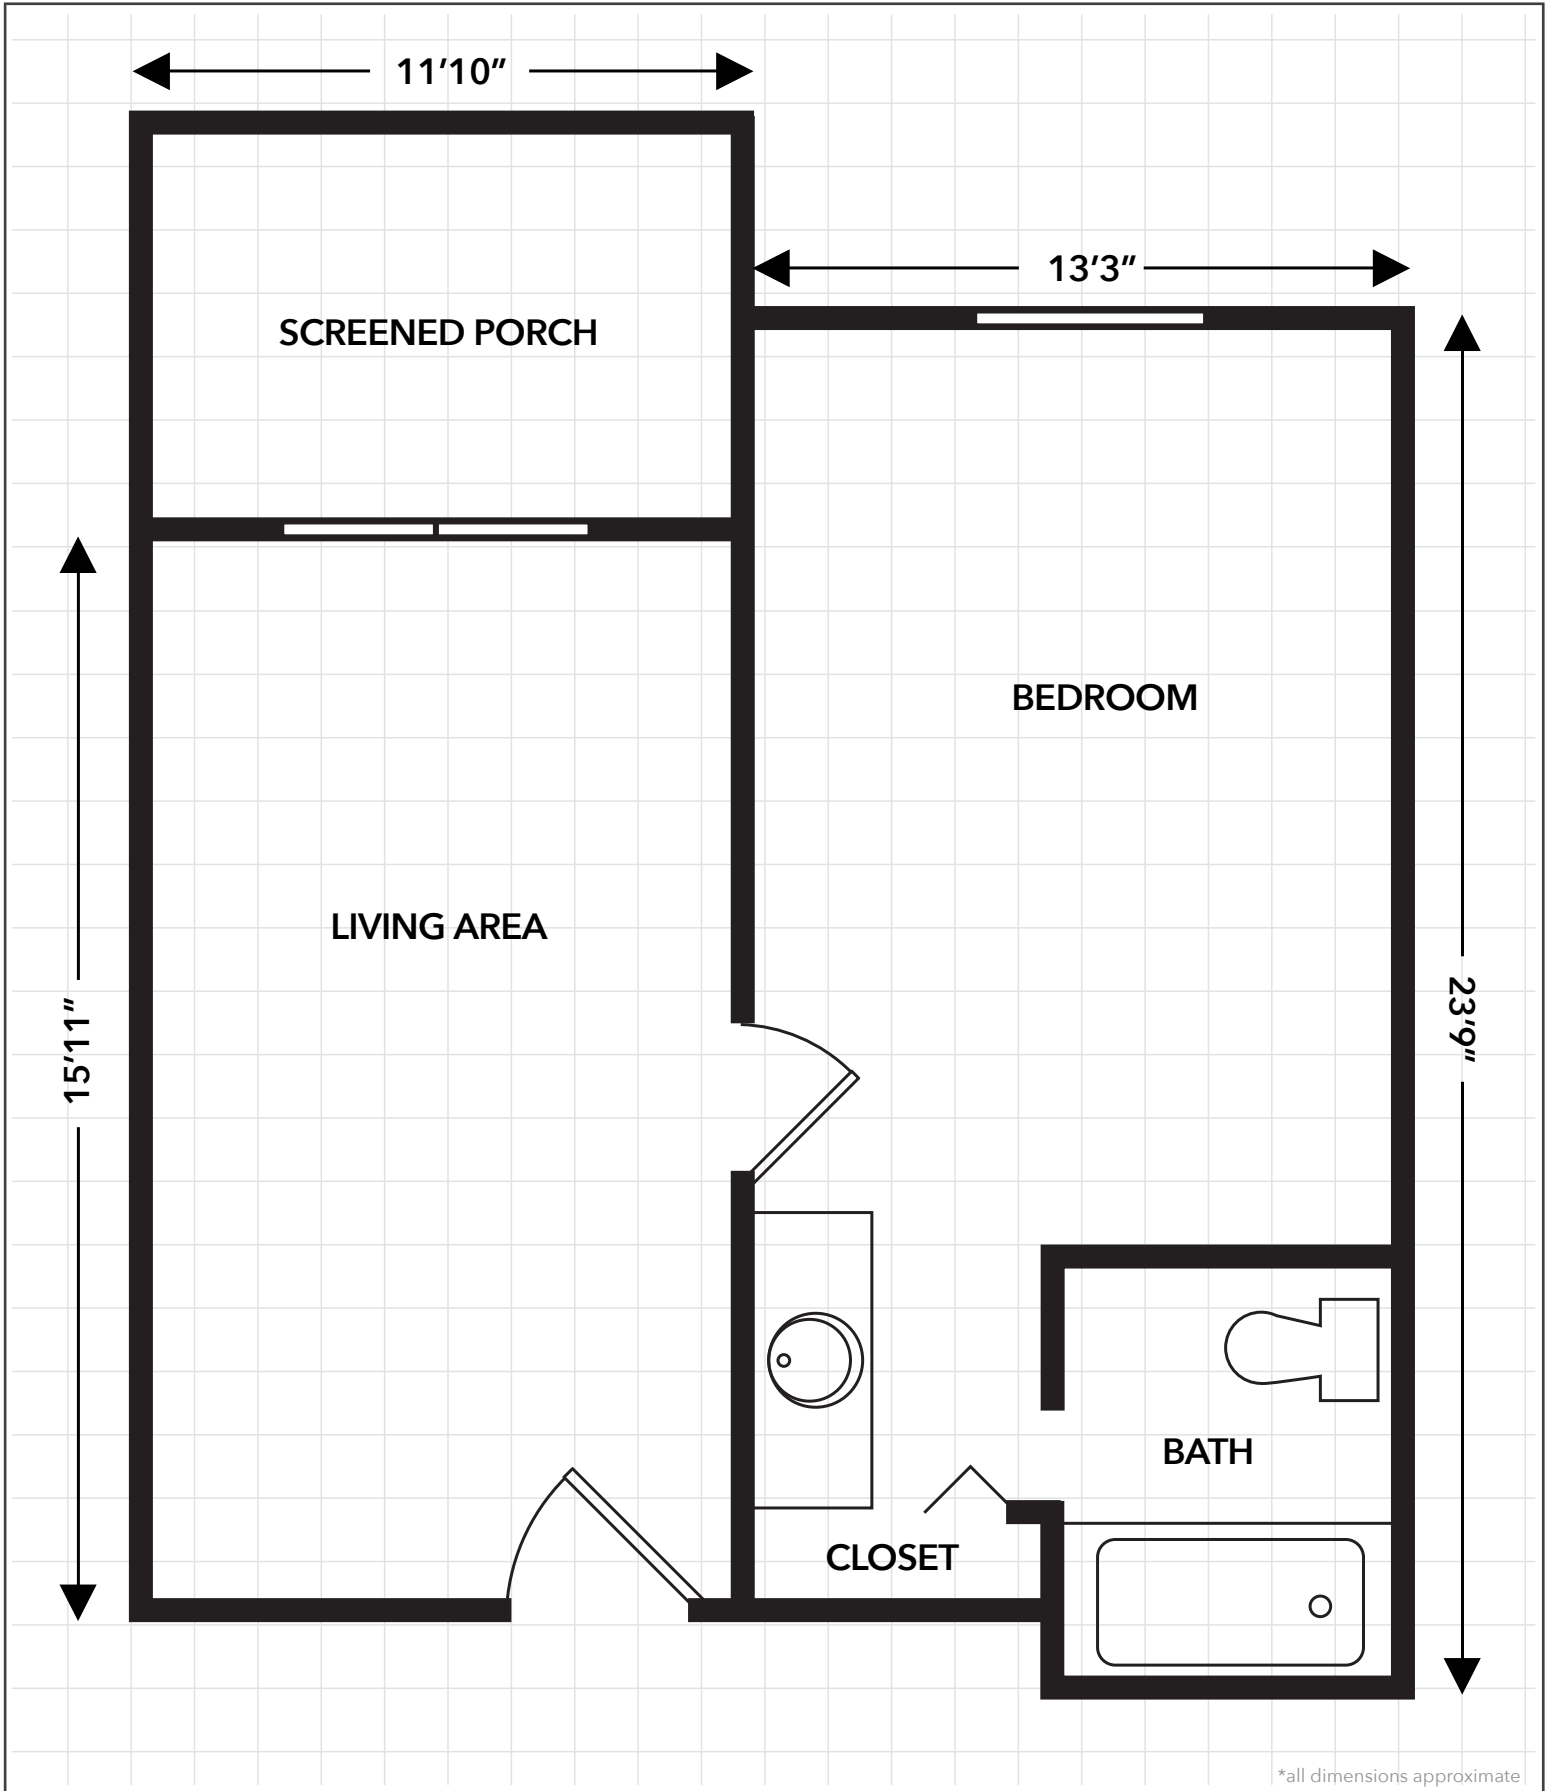 11’10”
13’3”
SCREENED PORCH
BEDROOM
LIVING AREA
15’11”
23’9”
BATH
CLOSET
*all dimensions approximate